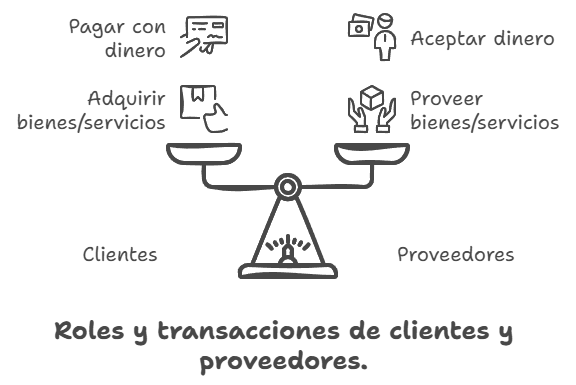 Pagar con
dinero
Aceptar dinero
Adquirir
bienes/servicios
Proveer
bienes/servicios
Clientes
Proveedores
Roles y transacciones de clientes y
proveedores.